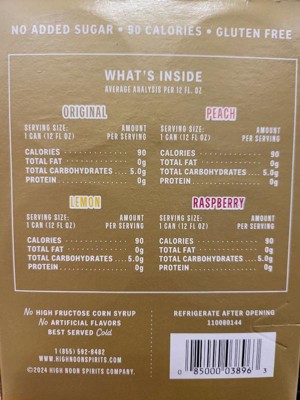 NO ADDED SUGAR • 90 CALORIES • GLUTEN FREE
WHAT'S INSIDE
AVERAGE ANALYSIS PER 12 FL. OZ
ORIGINAL
SERVING SIZE: AMOUNT
1 CAN (12 FL OZ) PER SERVING
CALORIES 90
TOTAL FAT 0g
TOTAL CARBOHYDRATES 5.0g
PROTEIN 0g
PEACH
SERVING SIZE: AMOUNT
1 CAN (12 FL OZ) PER SERVING
CALORIES 90
TOTAL FAT 0g
TOTAL CARBOHYDRATES 5.0g
PROTEIN 0g
LEMON
SERVING SIZE: AMOUNT
1 CAN (12 FL OZ) PER SERVING
CALORIES 90
TOTAL FAT 0g
TOTAL CARBOHYDRATES 5.0g
PROTEIN 0g
RASPBERRY
SERVING SIZE: AMOUNT
1 CAN (12 FL OZ) PER SERVING
CALORIES 90
TOTAL FAT 0g
TOTAL CARBOHYDRATES 5.0g
PROTEIN 0g
No HIGH FRUCTOSE CORN SYRUP
No ARTIFICIAL FLAVORS
BEST SERVED Cold
1 (855) 592-8482
WWW.HIGHNOONSPIRITS.COM
©2024 HIGH NOON SPIRITS COMPANY.
REFRIGERATE AFTER OPENING
110000144
0 85000 03896 3